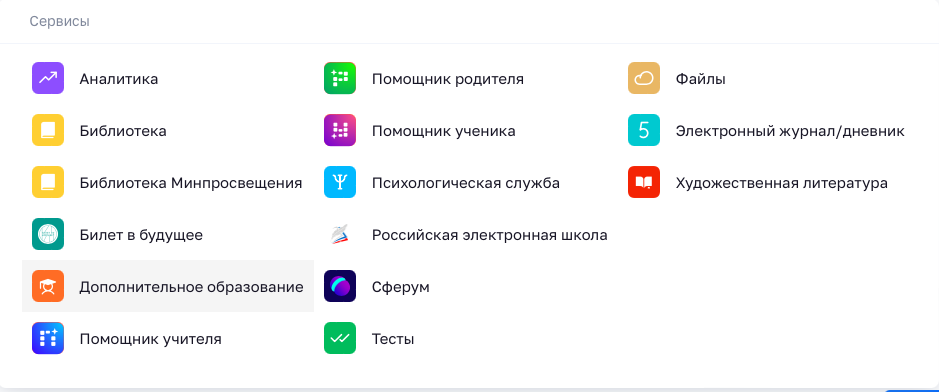 Сервисы
Аналитика
Библиотека
Библиотека Минпросвещения
Билет в будущее
Дополнительное образование
Помощник учителя
Помощник родителя
Помощник ученика
Психологическая служба
Российская электронная школа
Сферум
Тесты
Файлы
5 Электронный журнал/дневник
Художественная литература